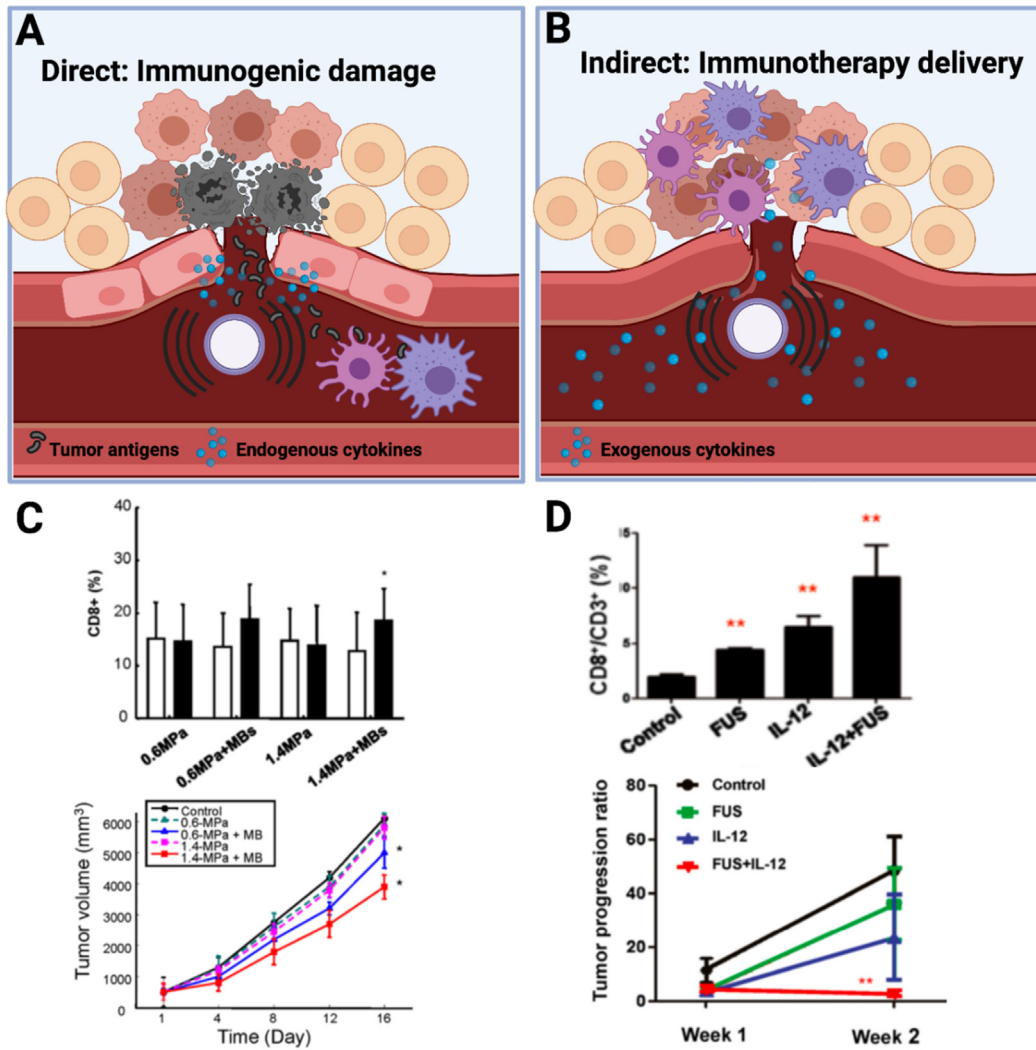 A
Direct: Immunogenic damage
Tumor antigens
Endogenous cytokines
B
Indirect: Immunotherapy delivery
Exogenous cytokines
C
40
30
20
10
0
CD8+ (%)
0.6MPa
0.6MPa+MBs
1.4MPa
1.4MPa+MBs
*
Control
0.6-MPa
0.6-MPa + MB
1.4-MPa
1.4-MPa + MB
6000
5000
4000
3000
2000
1000
0
Tumor volume (mm³)
1
4
8
12
16
Time (Day)
*
*
D
5
0
CD8⁺/CD3⁺ (%)
**
**
**
Control
FUS
IL-12
IL-12+FUS
Control
FUS
IL-12
FUS+IL-12
80
60
40
20
0
Tumor progression ratio
**
Week 1
Week 2